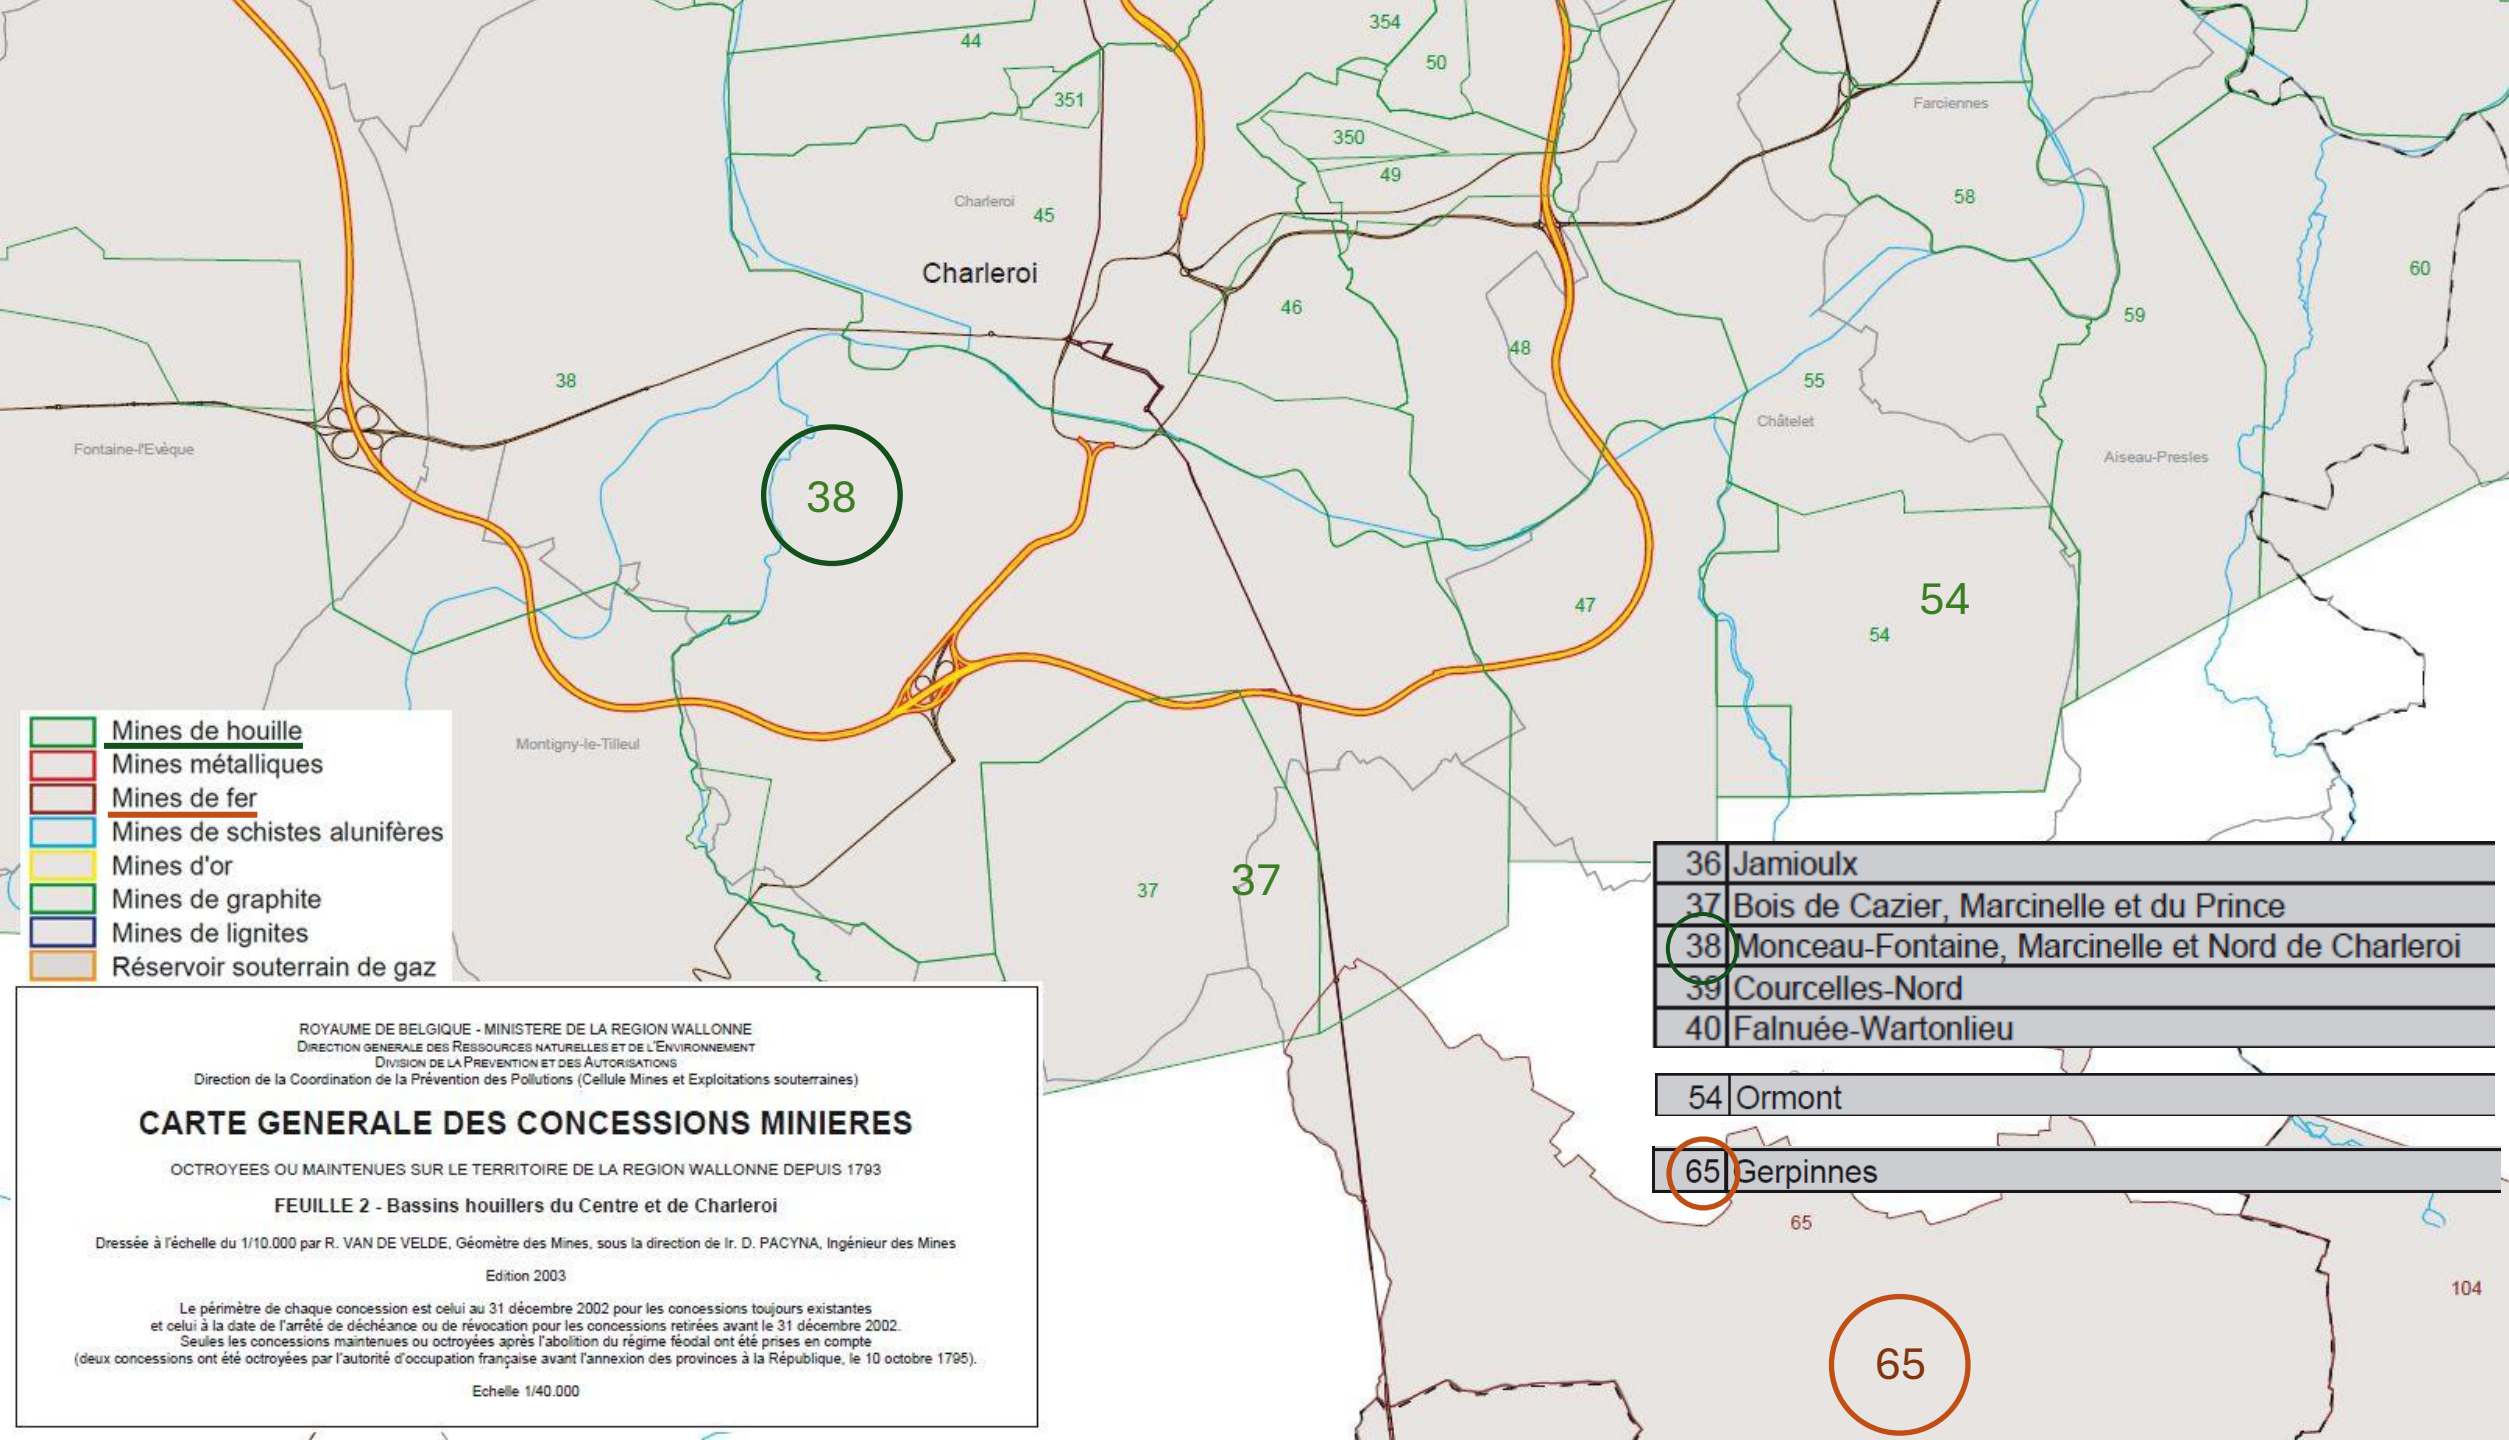 354
44
50
351
Farciennes
350
49
58
Charleroi
45
Charleroi
60
46
59
48
38
55
Châtelet
Fontaine-l'Evèque
Aiseau-Presles
38
54
47
54
Mines de houille
Montigny-le-Tilleul
Mines métalliques
Mines de fer
Mines de schistes alunifères
Mines d'or
Mines de graphite
Mines de lignites
Réservoir souterrain de gaz
37
37
36 Jamioulx
37 Bois de Cazier, Marcinelle et du Prince
38 Monceau-Fontaine, Marcinelle et Nord de Charleroi
39 Courcelles-Nord
40 Falnuée-Wartonlieu
54 Ormont
65 Gerpinnes
65
104
65
ROYAUME DE BELGIQUE - MINISTERE DE LA REGION WALLONNE
DIRECTION GENERALE DES RESSOURCES NATURELLES ET DE L'ENVIRONNEMENT
DIVISION DE LA PREVENTION ET DES AUTORISATIONS
Direction de la Coordination de la Prévention des Pollutions (Cellule Mines et Exploitations souterraines)
CARTE GENERALE DES CONCESSIONS MINIERES
OCTROYEES OU MAINTENUES SUR LE TERRITOIRE DE LA REGION WALLONNE DEPUIS 1793
FEUILLE 2 - Bassins houillers du Centre et de Charleroi
Dressée à l'échelle du 1/10.000 par R. VAN DE VELDE, Géomètre des Mines, sous la direction de Ir. D. PACYNA, Ingénieur des Mines
Edition 2003
Le périmètre de chaque concession est celui au 31 décembre 2002 pour les concessions toujours existantes
et celui à la date de l'arrêté de déchéance ou de révocation pour les concessions retirées avant le 31 décembre 2002.
Seules les concessions maintenues ou octroyées après l'abolition du régime féodal ont été prises en compte
(deux concessions ont été octroyées par l'autorité d'occupation française avant l'annexion des provinces à la République, le 10 octobre 1795).
Echelle 1/40.000